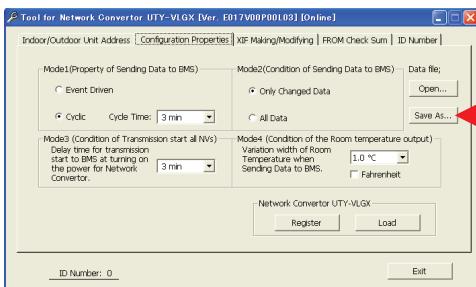 Tool for Network Convertor UTY-VLGX [Ver. E017V00P00L03] [Online]
Indoor/Outdoor Unit Address | Configuration Properties | XIF Making/Modifying | FROM Check Sum | ID Number
Mode1(Property of Sending Data to BMS)
Event Driven
Cyclic Cycle Time: 3 min
Mode2(Condition of Sending Data to BMS)
Only Changed Data
All Data
Data file;
Open...
Save As...
Mode3 (Condition of Transmission start all NVs)
Delay time for transmission
start to BMS at turning on
the power for Network
Convertor.
3 min
Mode4 (Condition of the Room temperature output)
Variation width of Room
Temperature when
Sending Data to BMS.
1.0 °C
Fahrenheit
Network Convertor UTY-VLGX
Register Load
ID Number: 0
Exit